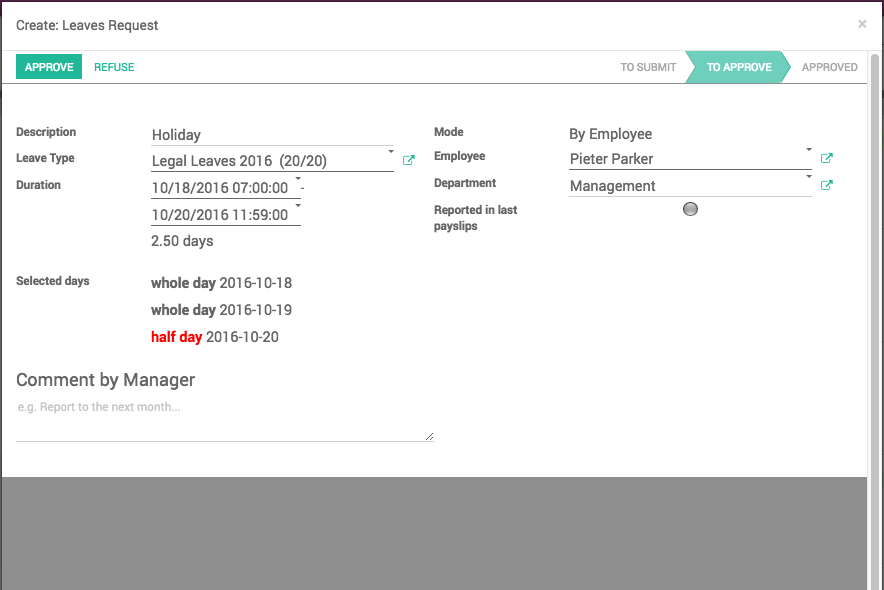 Create: Leaves Request
×
APPROVE REFUSE TO SUBMIT TO APPROVE APPROVED
Description Holiday
Leave Type Legal Leaves 2016 (20/20)
Duration 10/18/2016 07:00:00 -
10/20/2016 11:59:00
2.50 days
Mode By Employee
Employee Pieter Parker
Department Management
Reported in last
payslips
Selected days whole day 2016-10-18
whole day 2016-10-19
half day 2016-10-20
Comment by Manager
e.g. Report to the next month...